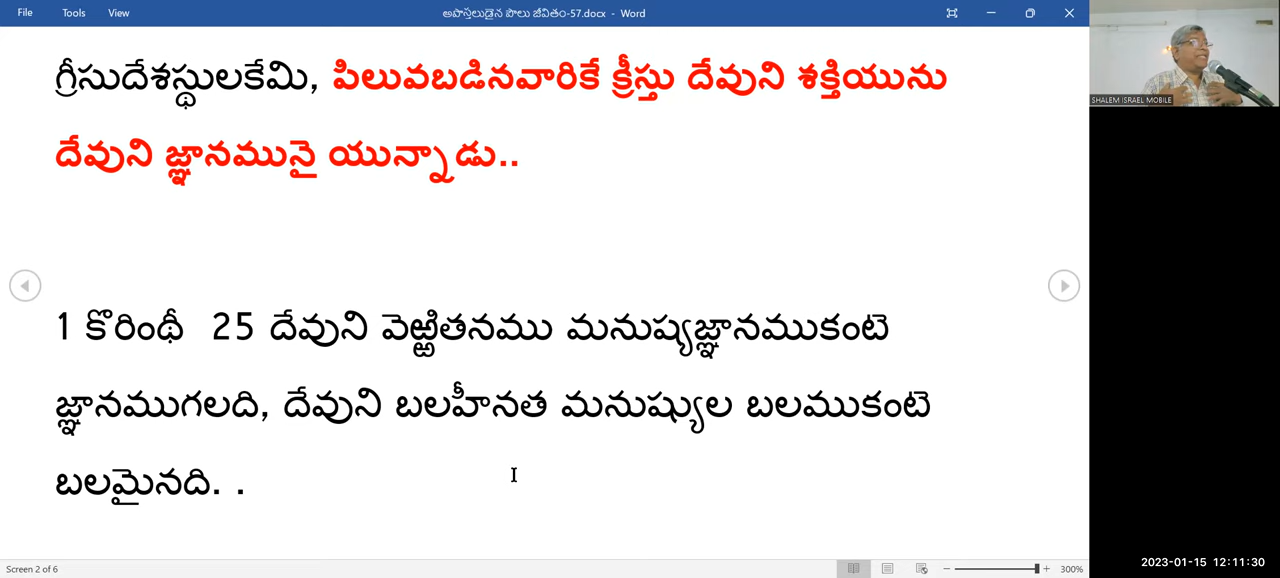 File Tools View అపొస్తలుడైన పౌలు జీవితం-57.docx - Word
గ్రీసుదేశస్థులకేమి, పిలువబడినవారికే క్రీస్తు దేవుని శక్తియును
దేవుని జ్ఞానమునై యున్నాడు..
SHALEM ISRAEL MOBILE
1 కొరింథీ 25 దేవుని వెఱ్ఱితనము మనుష్యజ్ఞానముకంటె
జ్ఞానముగలది, దేవుని బలహీనత మనుష్యుల బలముకంటె
బలమైనది. .
Screen 2 of 6 300%
2023-01-15 12:11:30